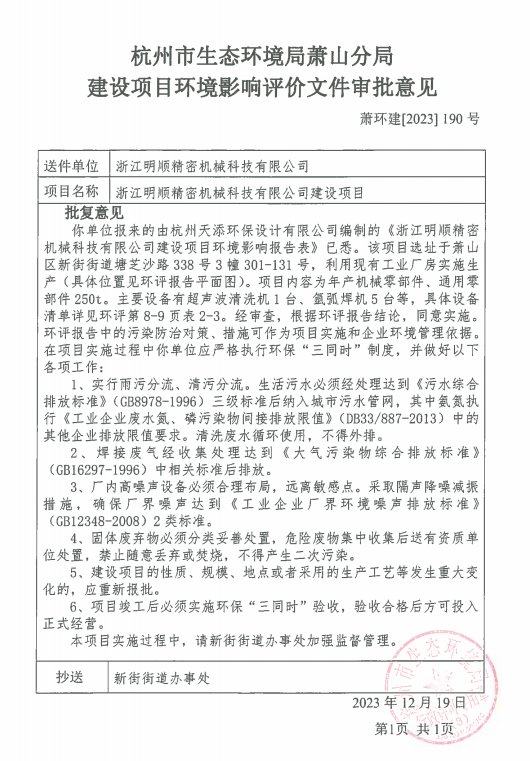 杭州市生态环境局萧山分局
建设项目环境影响评价文件审批意见
萧环建[2023] 190 号
送件单位 浙江明顺精密机械科技有限公司
项目名称 浙江明顺精密机械科技有限公司建设项目
批复意见
你单位报来的由杭州天添环保设计有限公司编制的《浙江明顺精密
机械科技有限公司建设项目环境影响报告表》已悉。该项目选址于萧山
区新街街道塘芝沙路 338 号 3 幢 301-131 号，利用现有工业厂房实施生
产（具体位置见环评报告平面图）。项目内容为年产机械零部件、通用零
部件 250t。主要设备有超声波清洗机 1 台、氩弧焊机 5 台等，具体设备
清单详见环评第 8-9 页表 2-3。经审查，根据环评报告结论，同意实施。
环评报告中的污染防治对策、措施可作为项目实施和企业环境管理依据。
在项目实施过程中你单位应严格执行环保“三同时”制度，并做好以下
各项工作：
1、实行雨污分流、清污分流。生活污水必须经处理达到《污水综合
排放标准》（GB8978-1996）三级标准后纳入城市污水管网，其中氨氮执
行《工业企业废水氮、磷污染物间接排放限值》（DB33/887-2013）中的
其他企业排放限值要求。清洗废水循环使用，不得外排。
2、焊接废气经收集处理达到《大气污染物综合排放标准》
（GB16297-1996）中相关标准后排放。
3、厂内高噪声设备必须合理布局，远离敏感点。采取隔声降噪减振
措施，确保厂界噪声达到《工业企业厂界环境噪声排放标准》
（GB12348-2008）2 类标准。
4、固体废弃物必须分类妥善处置，危险废物集中收集后送有资质单
位处置，禁止随意丢弃或焚烧，不得产生二次污染。
5、建设项目的性质、规模、地点或者采用的生产工艺等发生重大变
化的，应重新报批。
6、项目竣工后必须实施环保“三同时”验收，验收合格后方可投入
正式经营。
本项目实施过程中，请新街街道办事处加强监督管理。
抄送 新街街道办事处
2023 年 12 月 19 日
第1页 共 1页